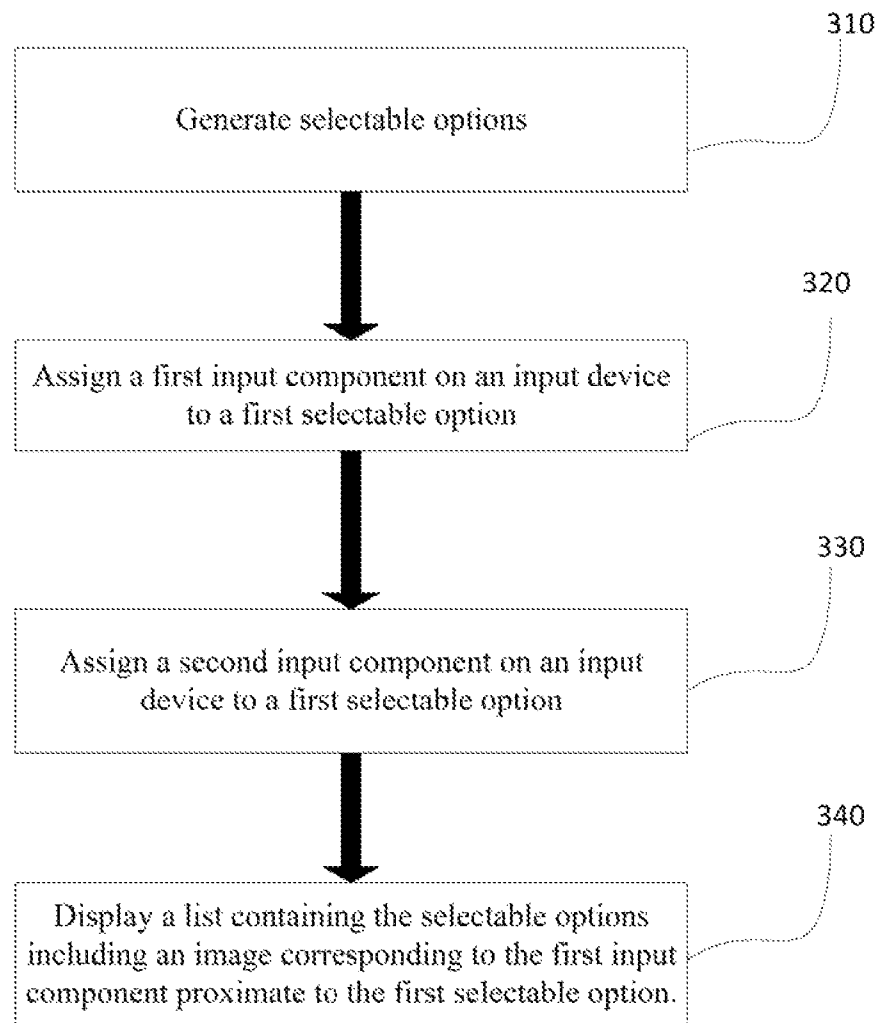 310
Generate selectable options
320
Assign a first input component on an input device
to a first selectable option
330
Assign a second input component on an input
device to a first selectable option
340
Display a list containing the selectable options
including an image corresponding to the first input
component proximate to the first selectable option.